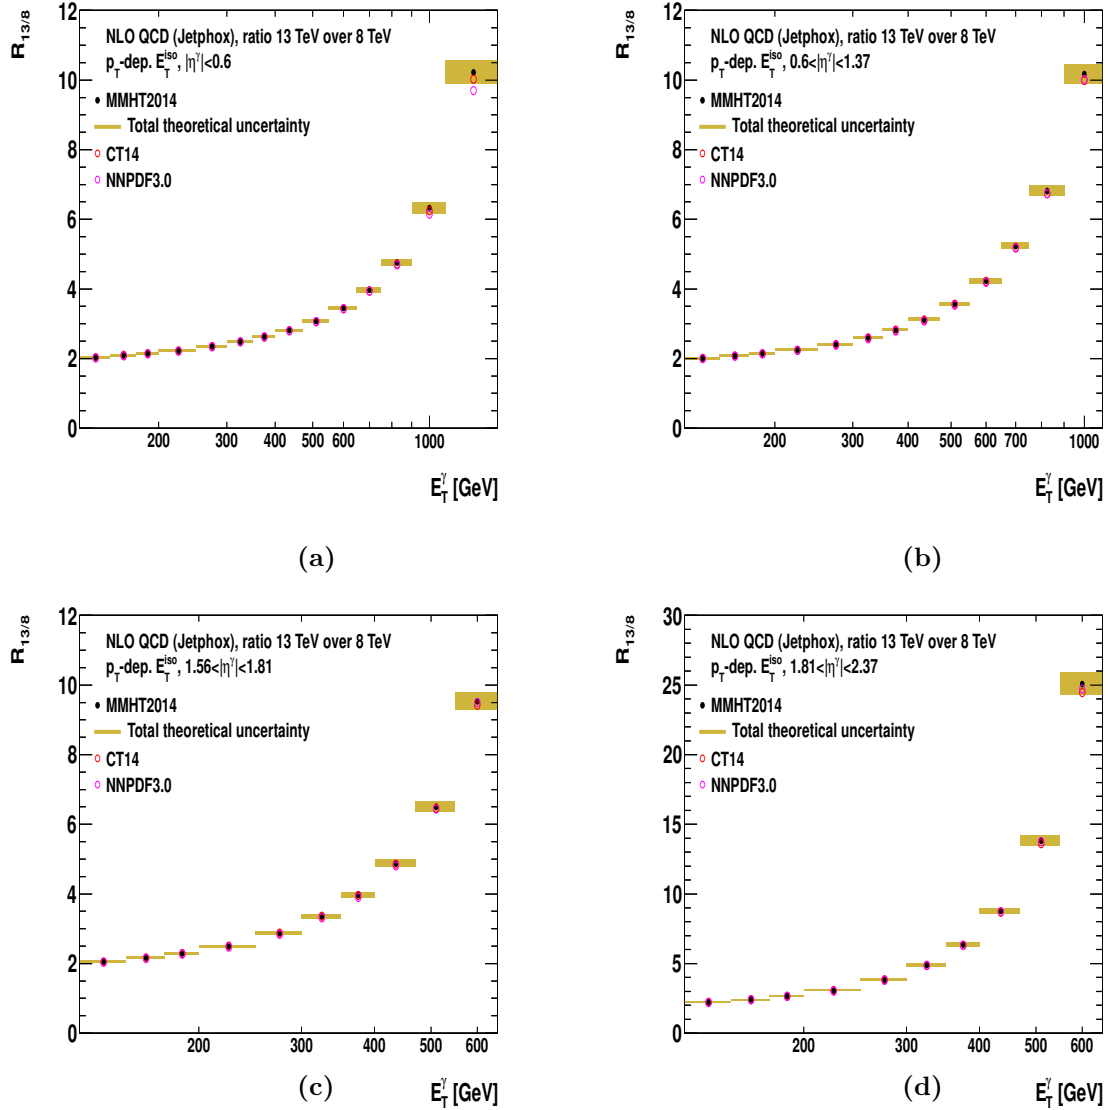 R13/8
NLO QCD (Jetphox), ratio 13 TeV over 8 TeV
pT-dep. ETiso, |ηγ|<0.6
MMHT2014
Total theoretical uncertainty
CT14
NNPDF3.0
12
10
8
6
4
2
0
200 300 400 500 600 1000
ETγ [GeV]
(a)
R13/8
NLO QCD (Jetphox), ratio 13 TeV over 8 TeV
pT-dep. ETiso, 0.6<|ηγ|<1.37
MMHT2014
Total theoretical uncertainty
CT14
NNPDF3.0
12
10
8
6
4
2
0
200 300 400 500 600 700 1000
ETγ [GeV]
(b)
R13/8
NLO QCD (Jetphox), ratio 13 TeV over 8 TeV
pT-dep. ETiso, 1.56<|ηγ|<1.81
MMHT2014
Total theoretical uncertainty
CT14
NNPDF3.0
12
10
8
6
4
2
0
200 300 400 500 600
ETγ [GeV]
(c)
R13/8
NLO QCD (Jetphox), ratio 13 TeV over 8 TeV
pT-dep. ETiso, 1.81<|ηγ|<2.37
MMHT2014
Total theoretical uncertainty
CT14
NNPDF3.0
30
25
20
15
10
5
0
200 300 400 500 600
ETγ [GeV]
(d)